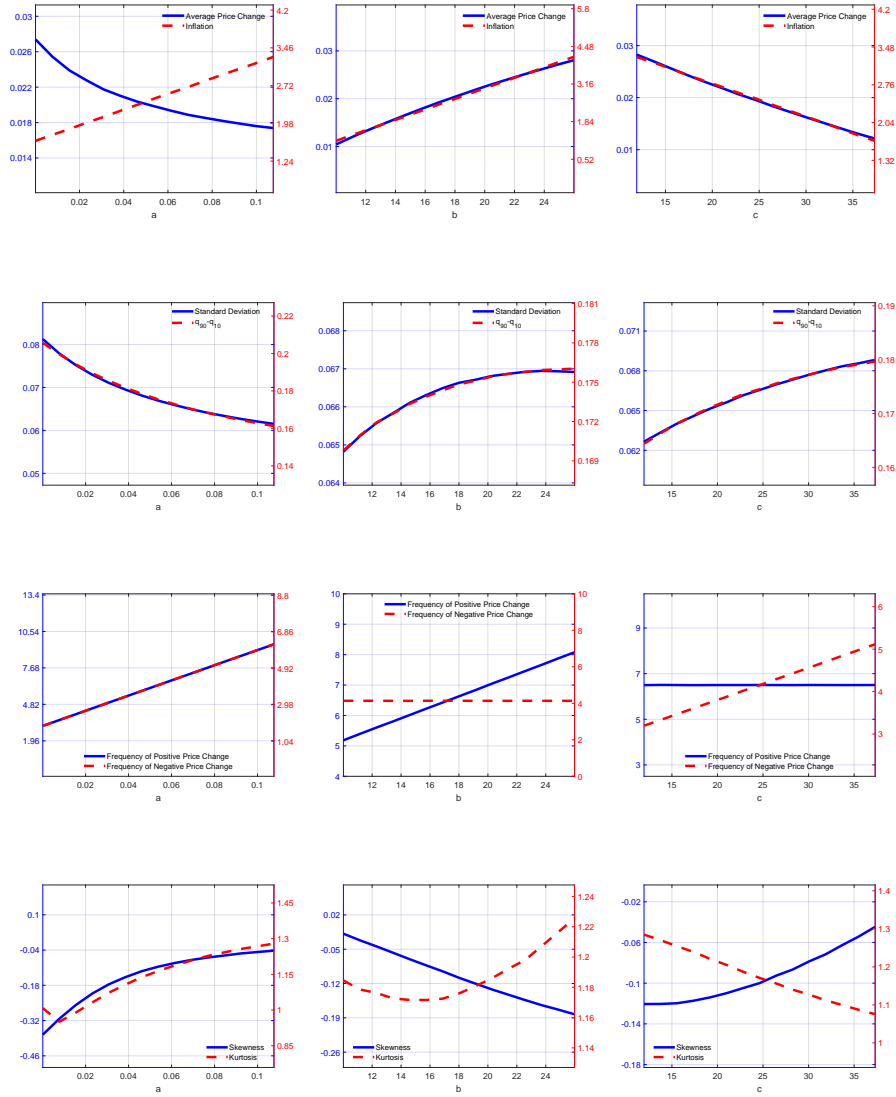 Average Price Change
Inflation
0.03
0.026
0.022
0.018
0.014
4.2
3.46
2.72
1.98
1.24
0.02 0.04 0.06 0.08 0.1
a
Average Price Change
Inflation
0.03
0.02
0.01
5.8
4.48
3.16
1.84
0.52
12 14 16 18 20 22 24
b
Average Price Change
Inflation
0.03
0.02
0.01
4.2
3.48
2.76
2.04
1.32
15 20 25 30 35
c
Standard Deviation
q90-q10
0.08
0.07
0.06
0.05
0.22
0.2
0.18
0.16
0.14
0.02 0.04 0.06 0.08 0.1
a
Standard Deviation
q90-q10
0.068
0.067
0.066
0.065
0.064
0.181
0.178
0.175
0.172
0.169
12 14 16 18 20 22 24
b
Standard Deviation
q90-q10
0.071
0.068
0.065
0.062
0.19
0.18
0.17
0.16
15 20 25 30 35
c
13.4
10.54
7.68
4.82
1.96
8.8
6.86
4.92
2.98
1.04
Frequency of Positive Price Change
Frequency of Negative Price Change
0.02 0.04 0.06 0.08 0.1
a
Frequency of Positive Price Change
Frequency of Negative Price Change
10
9
8
7
6
5
4
10
8
6
4
2
0
12 14 16 18 20 22 24
b
9
7
5
3
6
5
4
3
Frequency of Positive Price Change
Frequency of Negative Price Change
15 20 25 30 35
c
0.1
-0.04
-0.18
-0.32
-0.46
1.45
1.3
1.15
1
0.85
Skewness
Kurtosis
0.02 0.04 0.06 0.08 0.1
a
0.02
-0.05
-0.12
-0.19
-0.26
1.24
1.22
1.2
1.18
1.16
1.14
Skewness
Kurtosis
12 14 16 18 20 22 24
b
-0.02
-0.06
-0.1
-0.14
-0.18
1.4
1.3
1.2
1.1
1
Skewness
Kurtosis
15 20 25 30 35
c